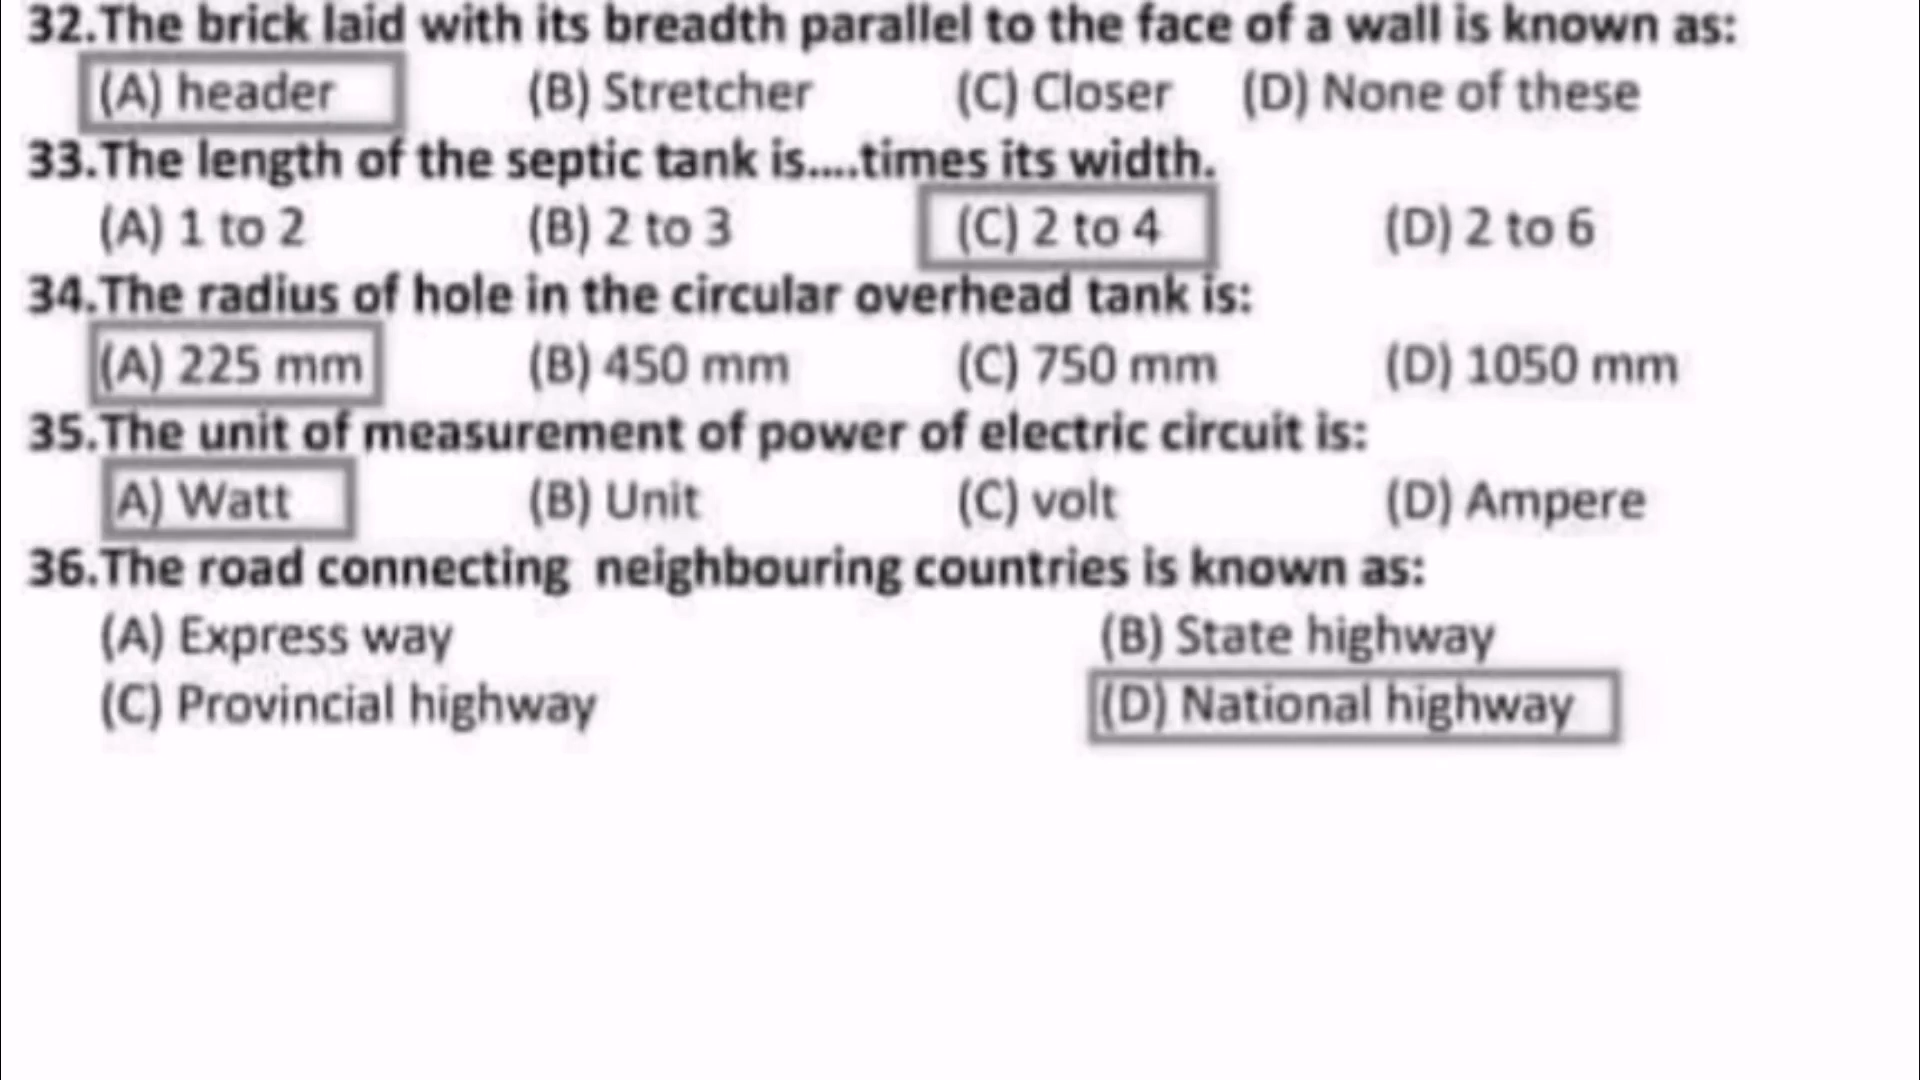 32.The brick laid with its breadth parallel to the face of a wall is known as:
(A) header (B) Stretcher (C) Closer (D) None of these
33.The length of the septic tank is....times its width.
(A) 1 to 2 (B) 2 to 3 (C) 2 to 4 (D) 2 to 6
34.The radius of hole in the circular overhead tank is:
(A) 225 mm (B) 450 mm (C) 750 mm (D) 1050 mm
35.The unit of measurement of power of electric circuit is:
A) Watt (B) Unit (C) volt (D) Ampere
36.The road connecting neighbouring countries is known as:
(A) Express way (B) State highway
(C) Provincial highway (D) National highway